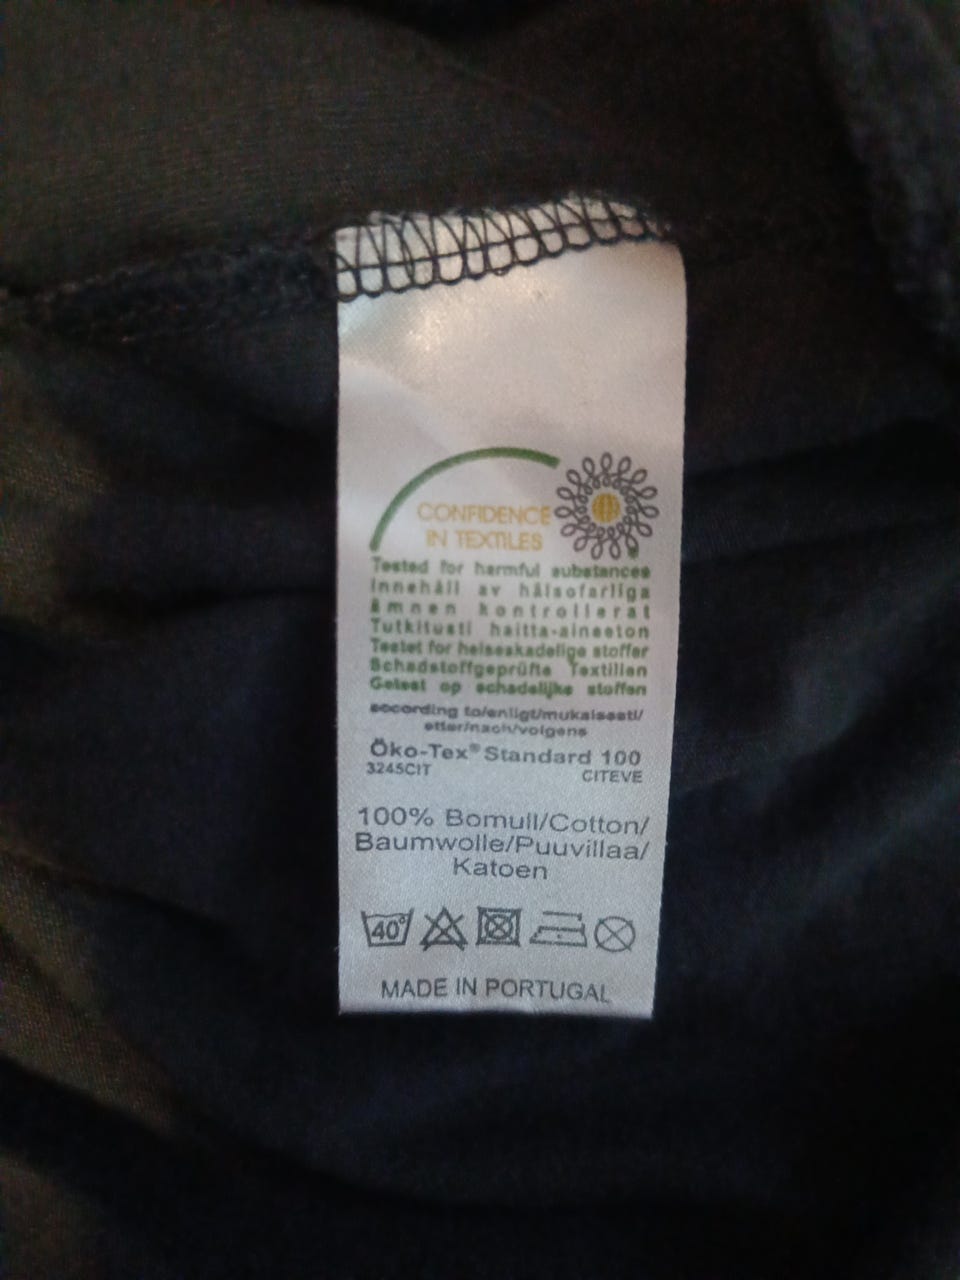 CONFIDENCE
IN TEXTILES
Tested for harmful substances
Innehåll av hälsofarliga
ämnen kontrollerat
Tutkitusti haitta-aineeton
Testet for helseskadelige stoffer
Schadstoffgeprüfte Textilien
Getest op schadelijke stoffen
according to/enligt/mukaisesti/
etter/nach/volgens
Öko-Tex® Standard 100
3245CIT CITEVE
100% Bomull/Cotton/
Baumwolle/Puuvillaa/
Katoen
40°
MADE IN PORTUGAL